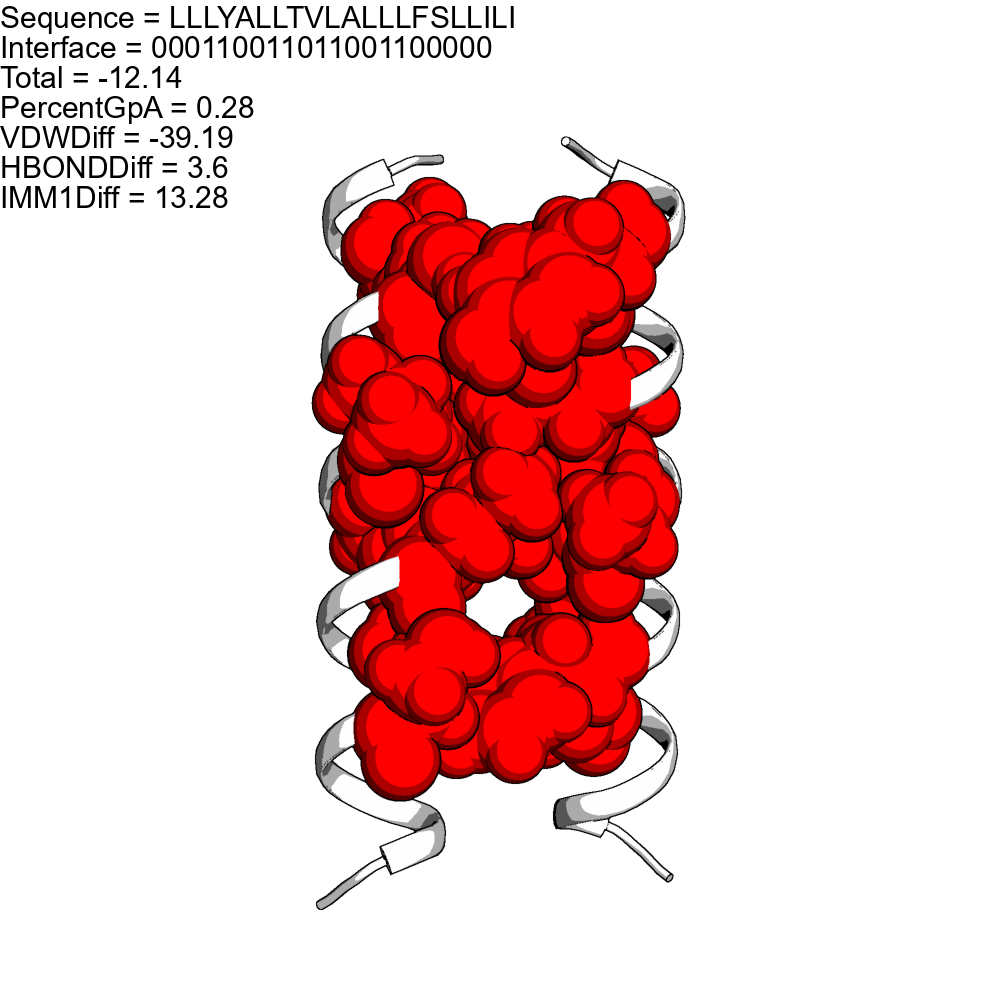 Sequence = LLLYALLTVLALLLFSLLILI
Interface = 000110011011001100000
Total = -12.14
PercentGpA = 0.28
VDWDiff = -39.19
HBONDDiff = 3.6
IMM1Diff = 13.28